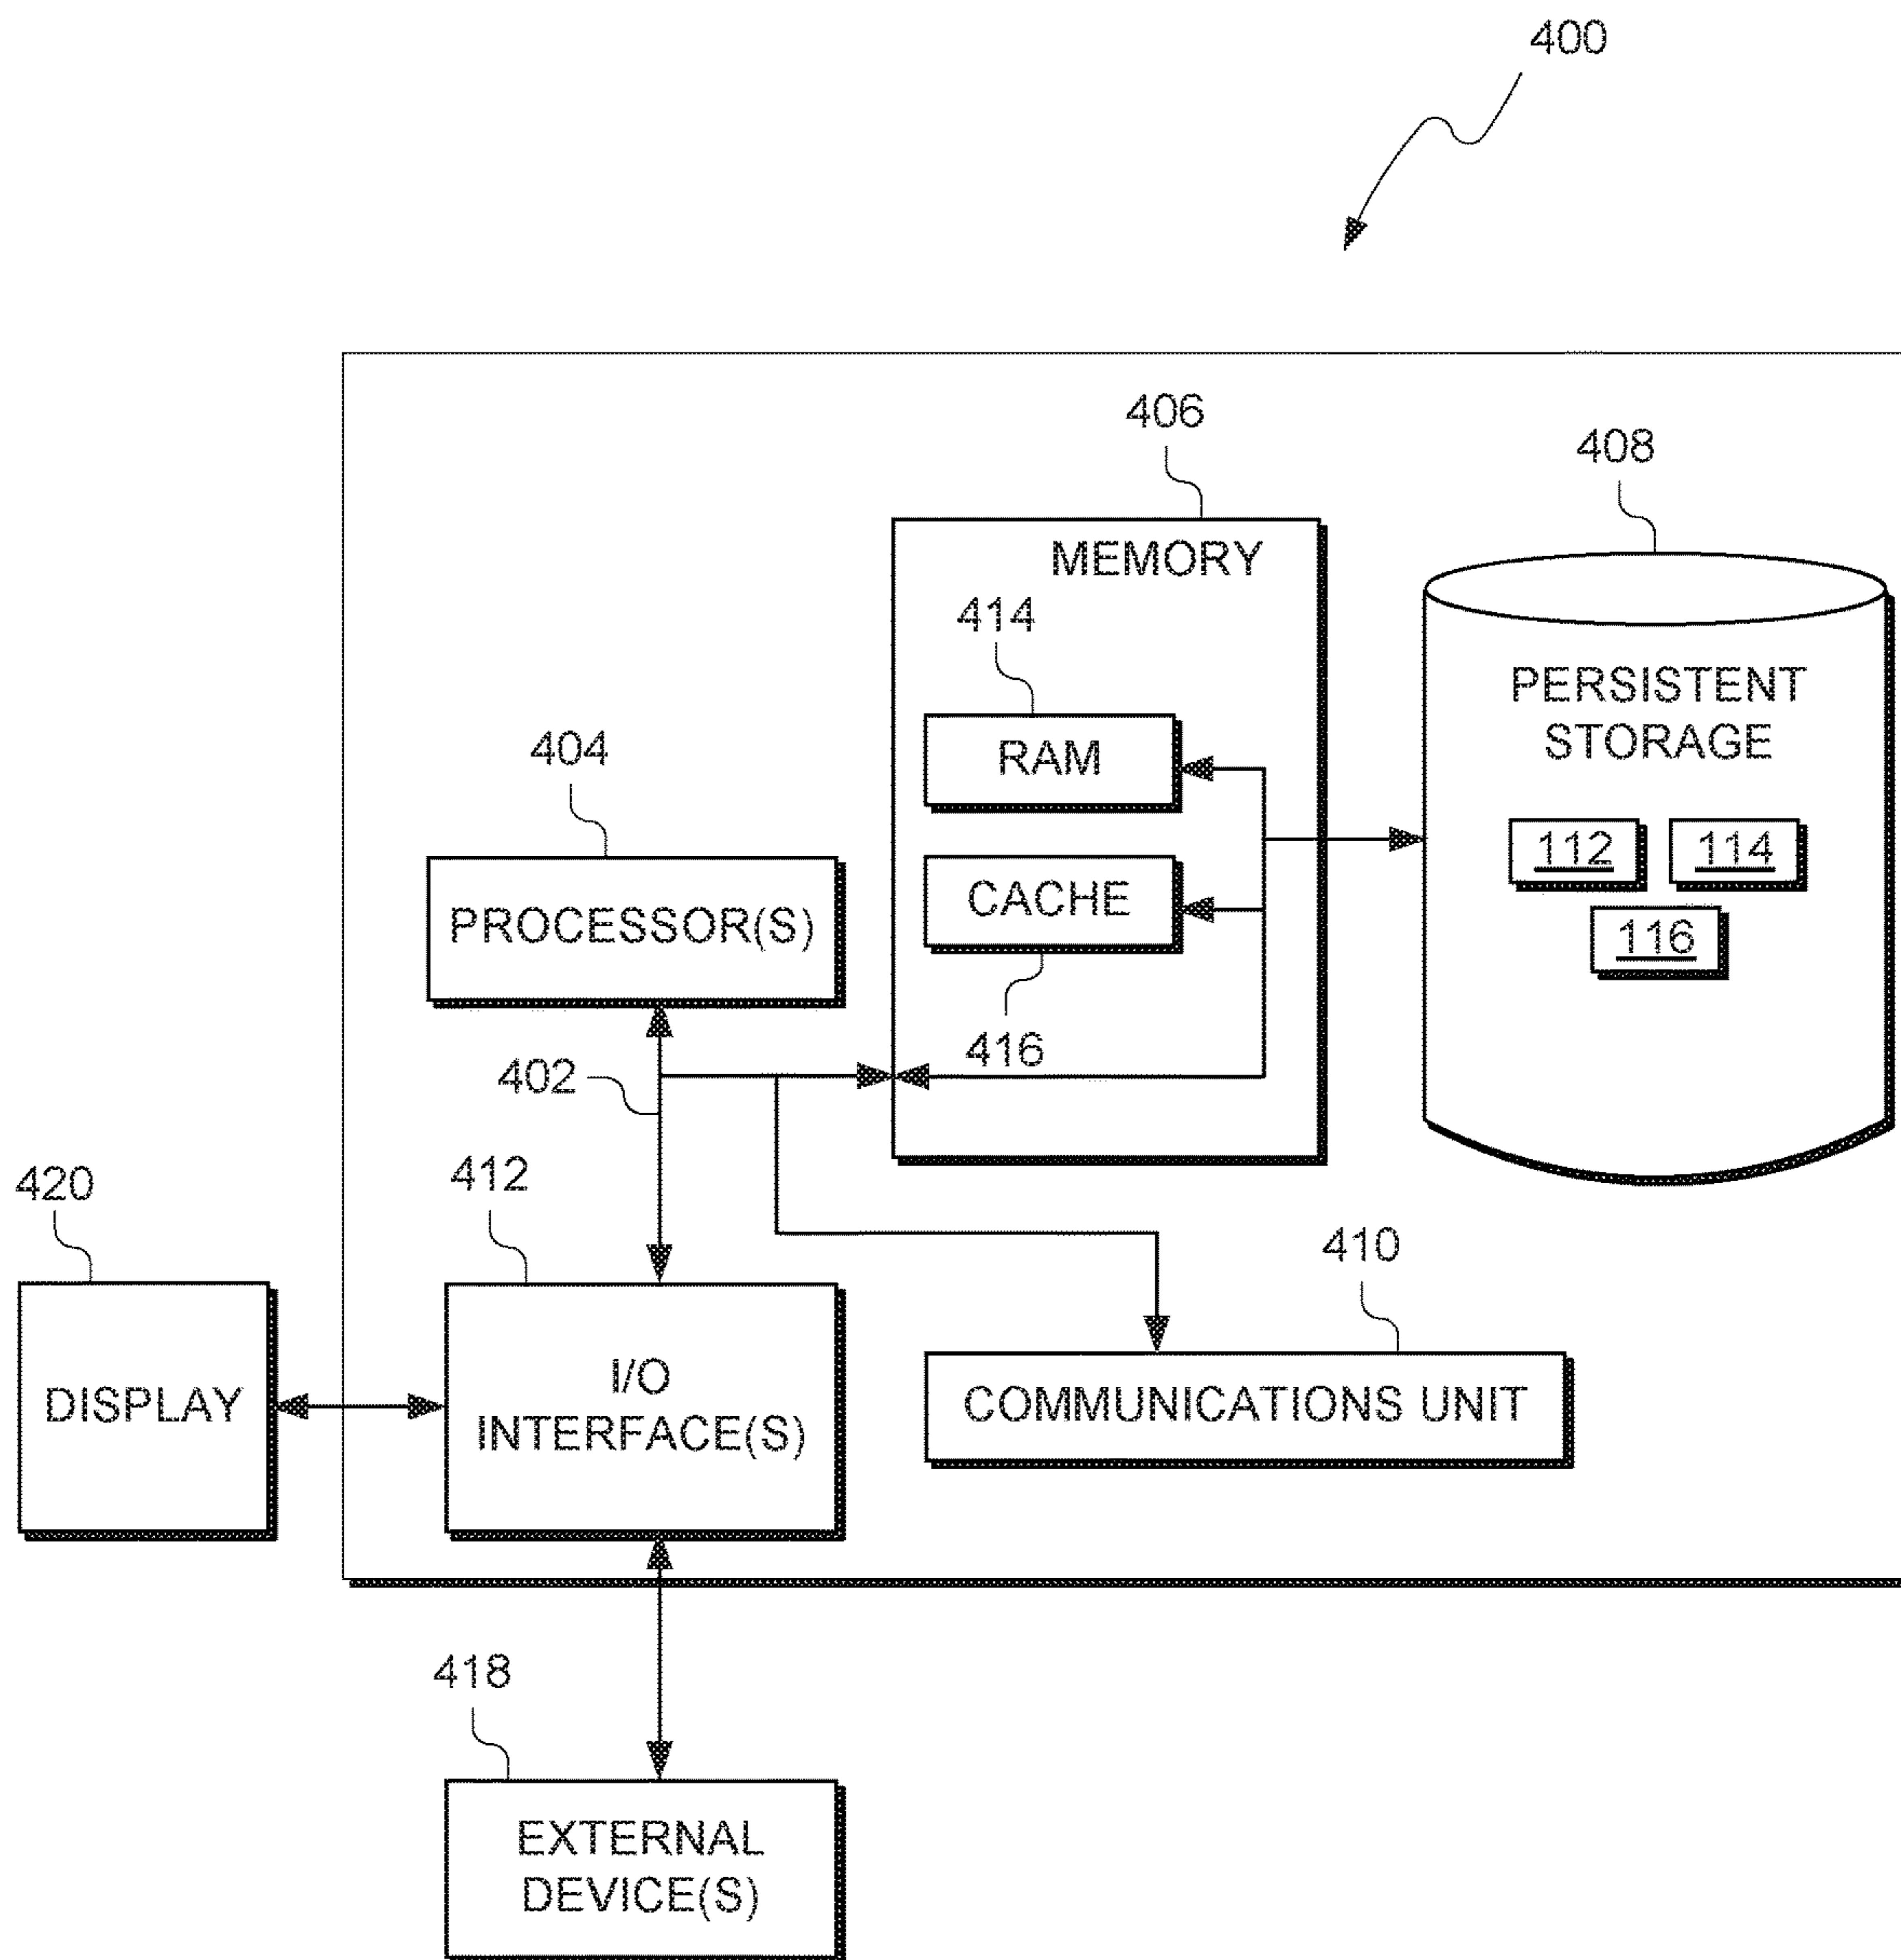 400
406
408
MEMORY
414
RAM
PERSISTENT
STORAGE
404
112
114
CACHE
PROCESSOR(S)
116
416
402
420
412
410
DISPLAY
I/O
INTERFACE(S)
COMMUNICATIONS UNIT
418
EXTERNAL
DEVICE(S)